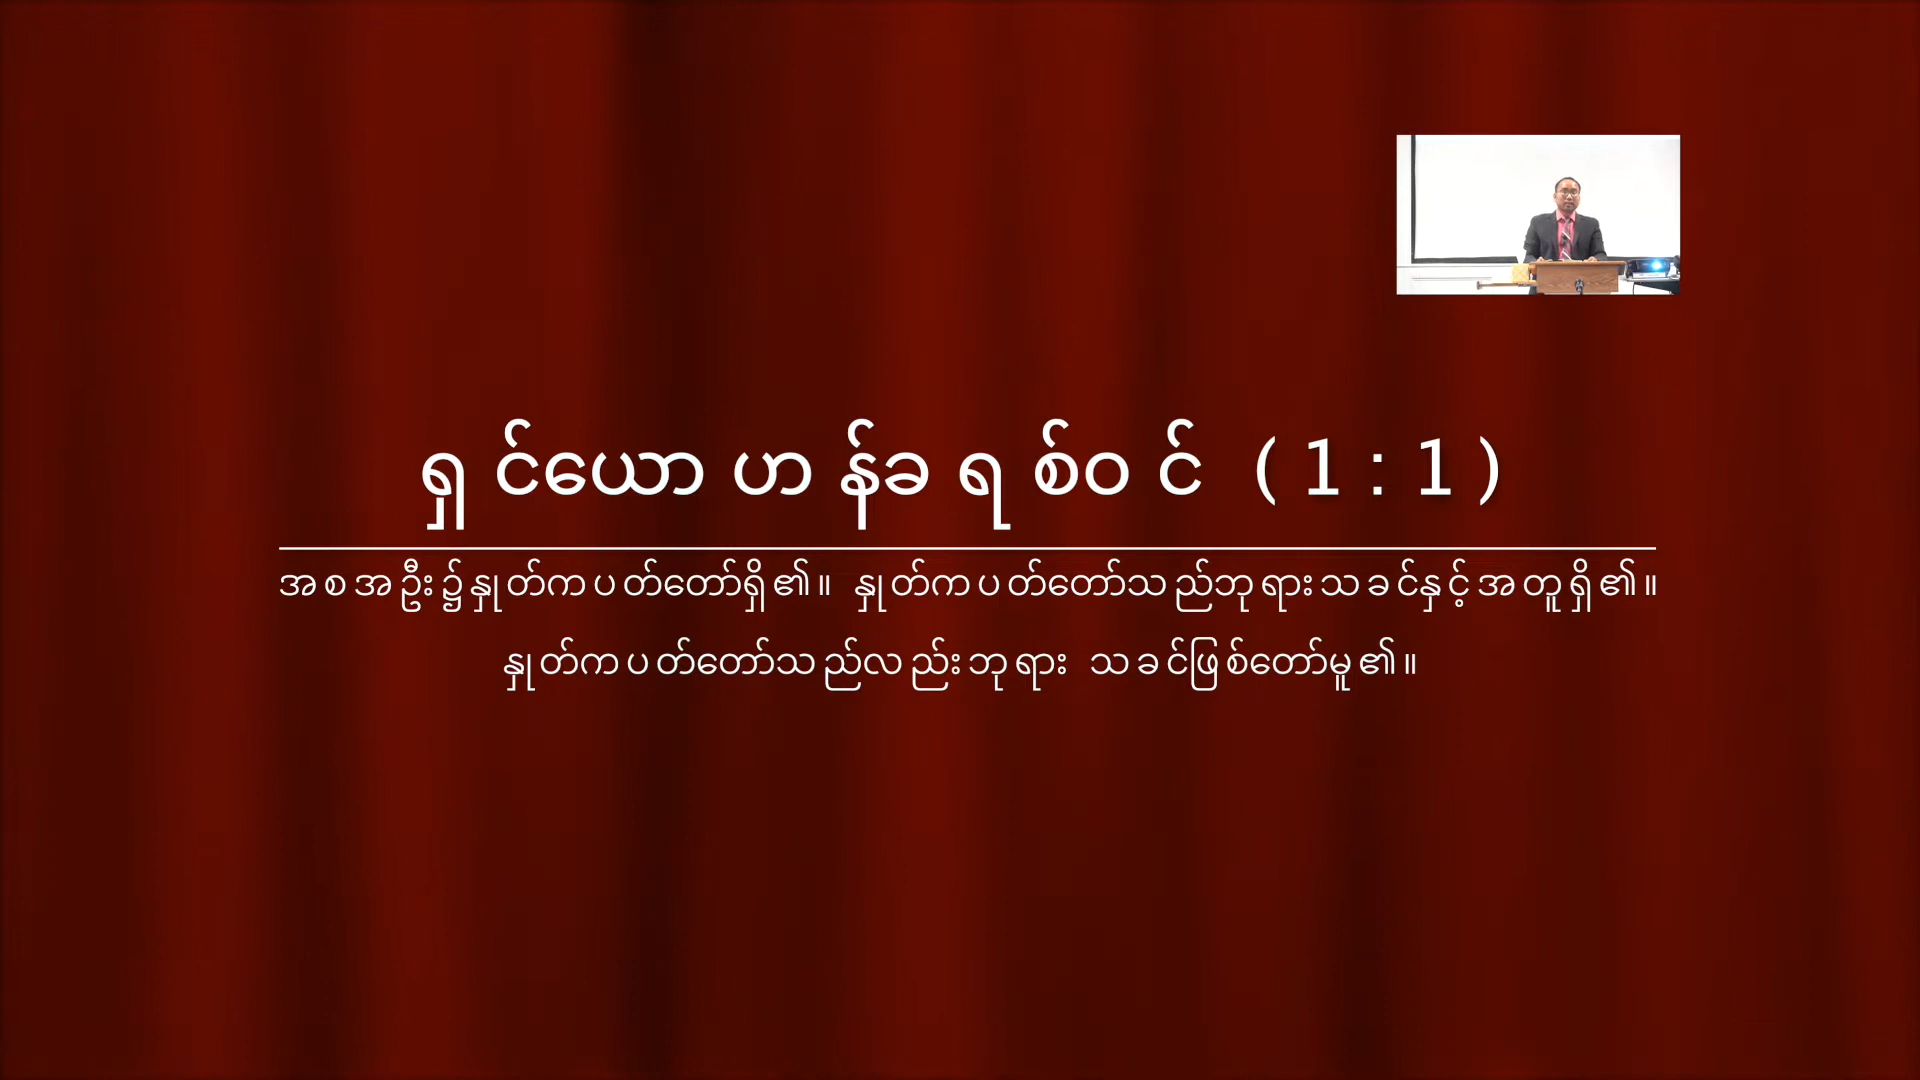 ရှင်ယောဟန်ခရစ်ဝင် (1:1)
အစအဦး၌နှုတ်ကပတ်တော်ရှိ၏။ နှုတ်ကပတ်တော်သည်ဘုရားသခင်နှင့်အတူရှိ၏။
နှုတ်ကပတ်တော်သည်လည်းဘုရား သခင်ဖြစ်တော်မူ၏။